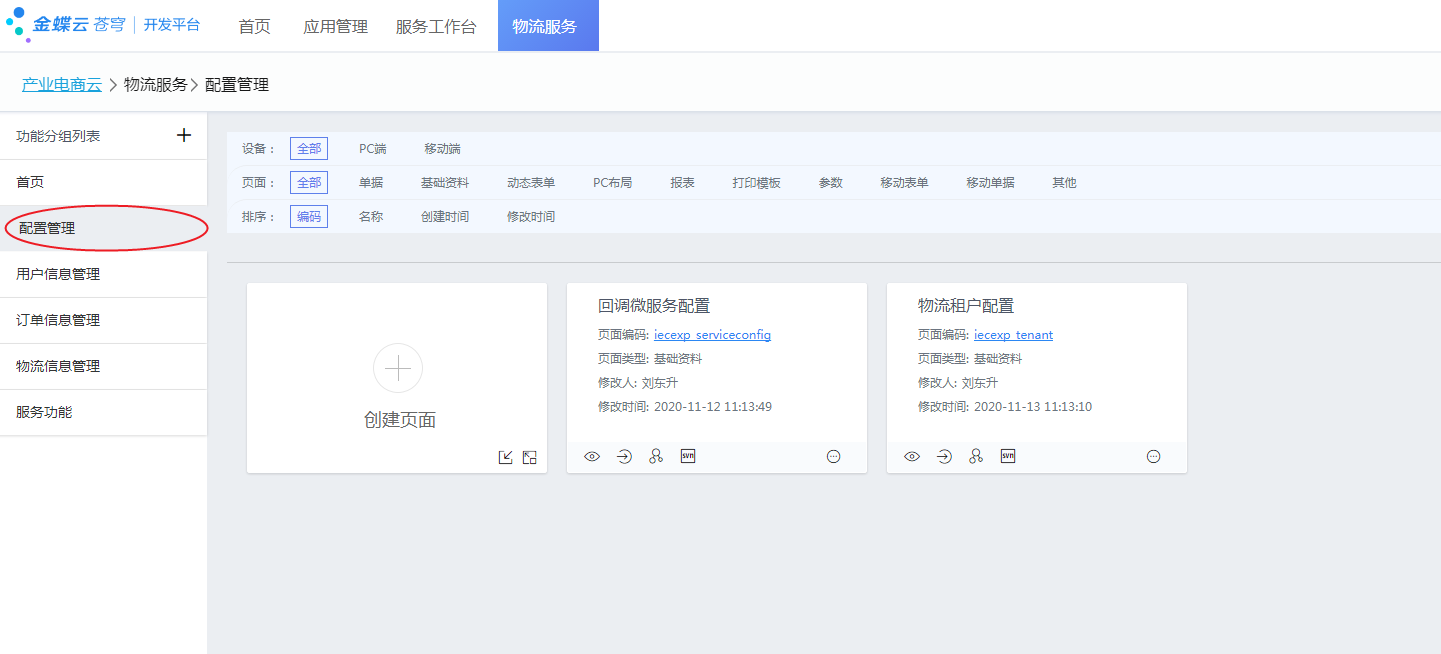 金蝶云 苍穹 开发平台 首页 应用管理 服务工作台 物流服务
产业电商云 > 物流服务 > 配置管理
功能分组列表 +
首页
配置管理
用户信息管理
订单信息管理
物流信息管理
服务功能
设备： 全部 PC端 移动端
页面： 全部 单据 基础资料 动态表单 PC布局 报表 打印模板 参数 移动表单 移动单据 其他
排序： 编码 名称 创建时间 修改时间
创建页面
回调微服务配置
页面编码: iecexp_serviceconfig
页面类型: 基础资料
修改人: 刘东升
修改时间: 2020-11-12 11:13:49
svn
物流租户配置
页面编码: iecexp_tenant
页面类型: 基础资料
修改人: 刘东升
修改时间: 2020-11-13 11:13:10
svn